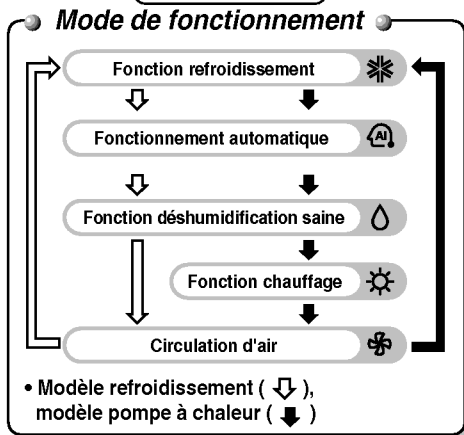 Mode de fonctionnement
Fonction refroidissement
Fonctionnement automatique
AI
Fonction déshumidification saine
Fonction chauffage
Circulation d'air
• Modèle refroidissement ( ),
modèle pompe à chaleur ( )